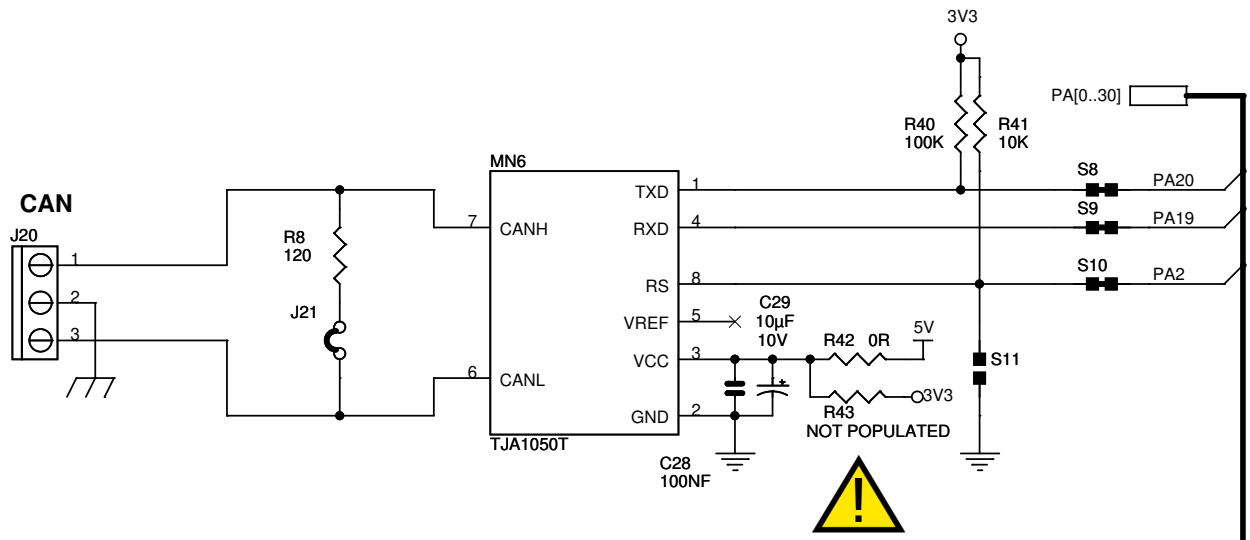 3V3
PA[0..30]
R40
100K
R41
10K
MN6
S8
TXD
1
PA20
CAN
S9
J20
7
CANH
RXD
4
PA19
R8
120
1
S10
RS
8
PA2
2
C29
10µF
10V
J21
VREF
5
5V
3
R42 0R
VCC
3
S11
6
CANL
3V3
R43
GND
2
NOT POPULATED
TJA1050T
C28
100NF
+
!